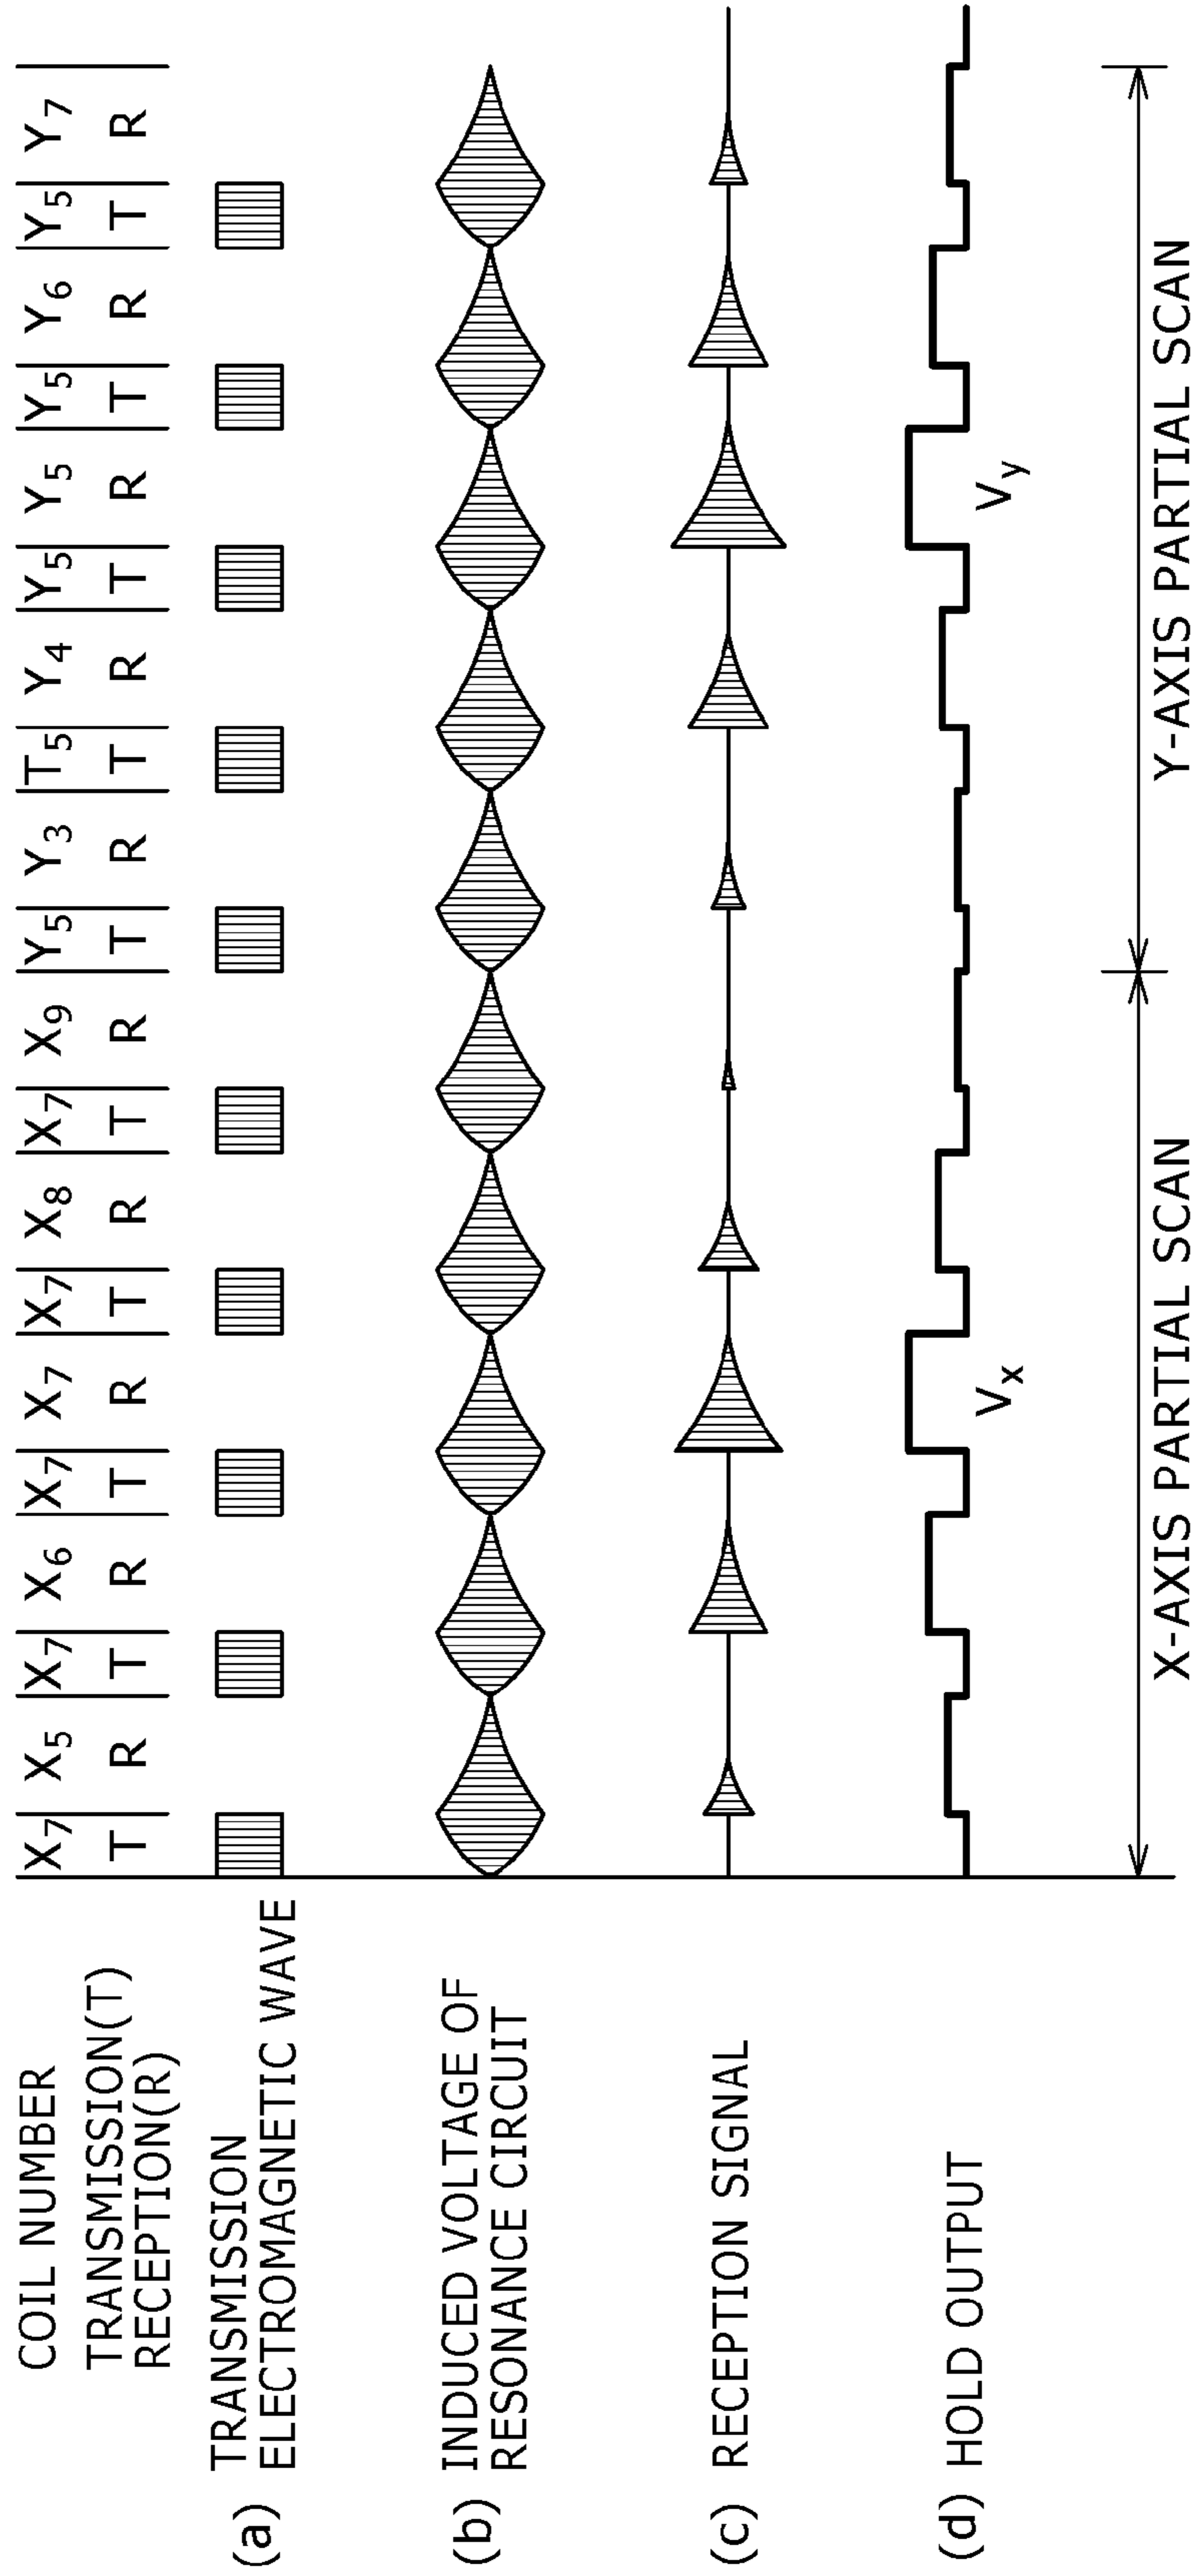 COIL NUMBER X7 X5 X7 X6 X7 X7 X7 X8 X7 X9 Y5 Y3 T5 Y4 Y5 Y5 Y5 Y6 Y5 Y7
TRANSMISSION(T)
RECEPTION(R)
T R T R T R T R T R T R T R T R T R T R
(a) TRANSMISSION
ELECTROMAGNETIC WAVE
(b) INDUCED VOLTAGE OF
RESONANCE CIRCUIT
(c) RECEPTION SIGNAL
(d) HOLD OUTPUT
Vx Vy
X-AXIS PARTIAL SCAN Y-AXIS PARTIAL SCAN